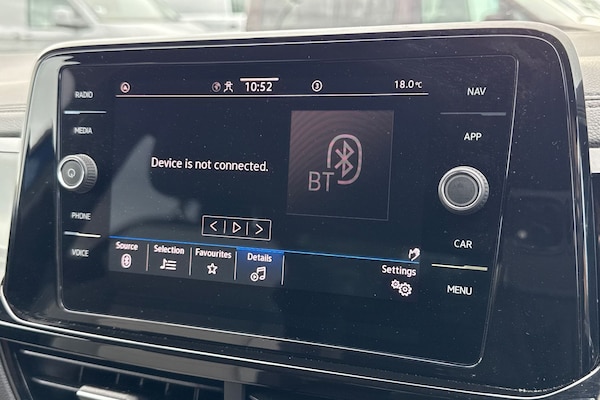 RADIO
MEDIA
PHONE
VOICE
10:52
3
18.0°C
Device is not connected.
BT
Source
Selection
Favourites
Details
Settings
NAV
APP
CAR
MENU